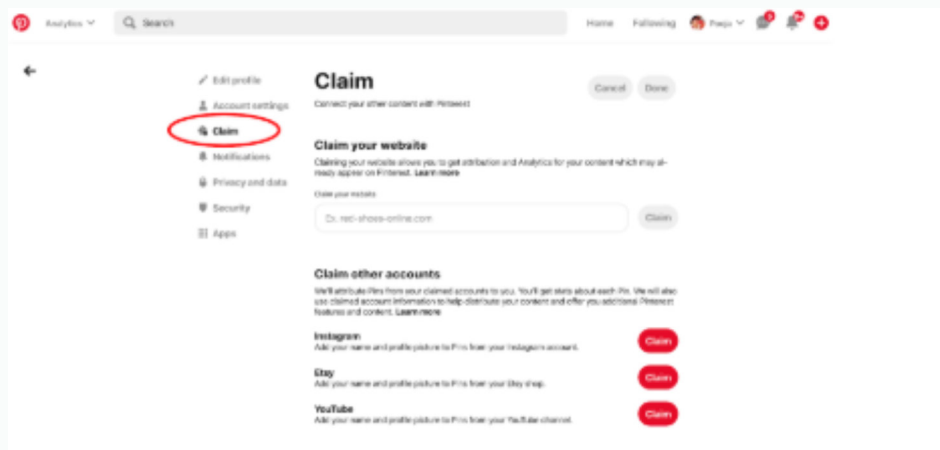 Analytics
Search
Home
Following
Pooja
Edit profile
Account settings
Claim
Notifications
Privacy and data
Security
Apps
Claim
Connect your other content with Pinterest
Cancel
Done
Claim your website
Claiming your website allows you to get attribution and Analytics for your content which may al-
ready appear on Pinterest. Learn more
Claim your website
Ex. red-shoes-online.com
Claim
Claim other accounts
We'll attribute Pins from your claimed accounts to you. You'll get stats about each Pin. We will also
use claimed account information to help distribute your content and offer you additional Pinterest
features and content. Learn more
Instagram
Add your name and profile picture to Pins from your Instagram account.
Claim
Etsy
Add your name and profile picture to Pins from your Etsy shop.
Claim
YouTube
Add your name and profile picture to Pins from your YouTube channel.
Claim